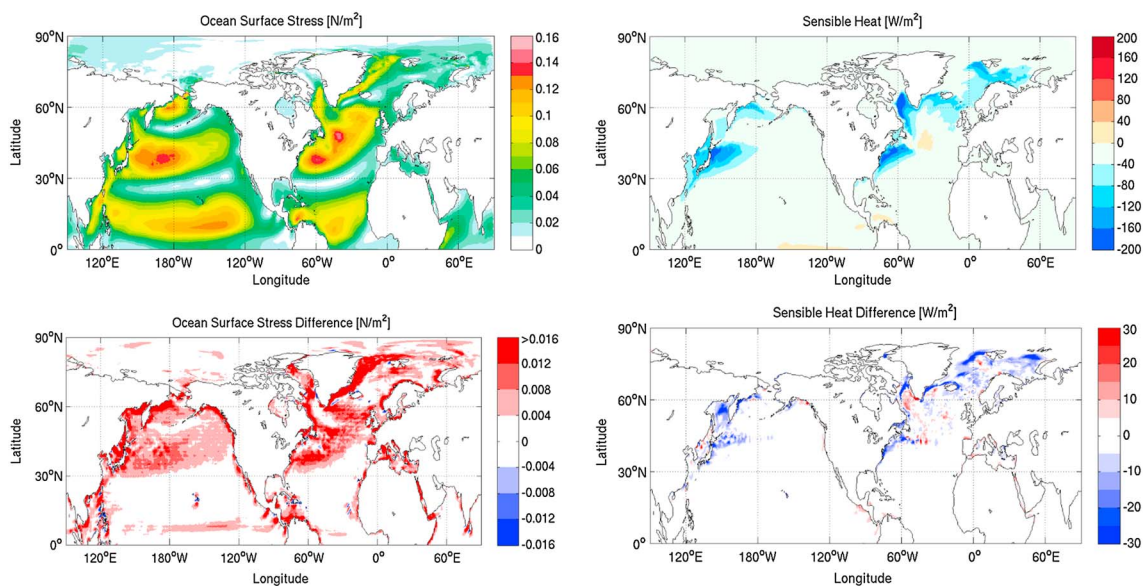 Ocean Surface Stress [N/m²]
90°N
60°N
30°N
0°
Latitude
120°E
180°W
120°W
60°W
0°
60°E
Longitude
0.16
0.14
0.12
0.1
0.08
0.06
0.04
0.02
0
Sensible Heat [W/m²]
90°N
60°N
30°N
0°
Latitude
120°E
180°W
120°W
60°W
0°
60°E
Longitude
200
160
120
80
40
0
-40
-80
-120
-160
-200
Ocean Surface Stress Difference [N/m²]
90°N
60°N
30°N
0°
Latitude
120°E
180°W
120°W
60°W
0°
60°E
Longitude
>0.016
0.012
0.008
0.004
0
-0.004
-0.008
-0.012
-0.016
Sensible Heat Difference [W/m²]
90°N
60°N
30°N
0°
Latitude
120°E
180°W
120°W
60°W
0°
60°E
Longitude
30
20
10
0
-10
-20
-30